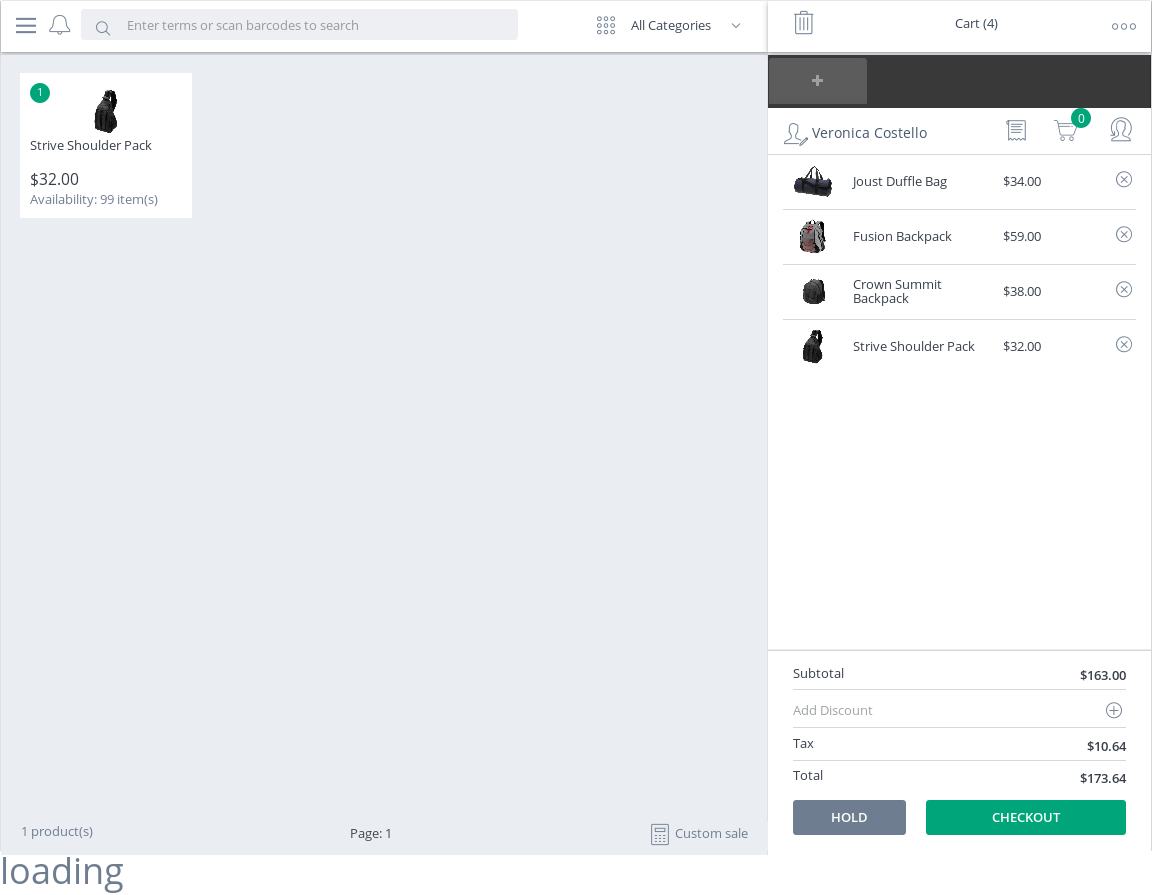 Enter terms or scan barcodes to search
All Categories
Cart (4)
+
1
Strive Shoulder Pack
$32.00
Availability: 99 item(s)
Veronica Costello
0
Joust Duffle Bag $34.00
Fusion Backpack $59.00
Crown Summit
Backpack
$38.00
Strive Shoulder Pack $32.00
Subtotal $163.00
Add Discount
Tax $10.64
Total $173.64
HOLD
CHECKOUT
1 product(s)
Page: 1
Custom sale
loading